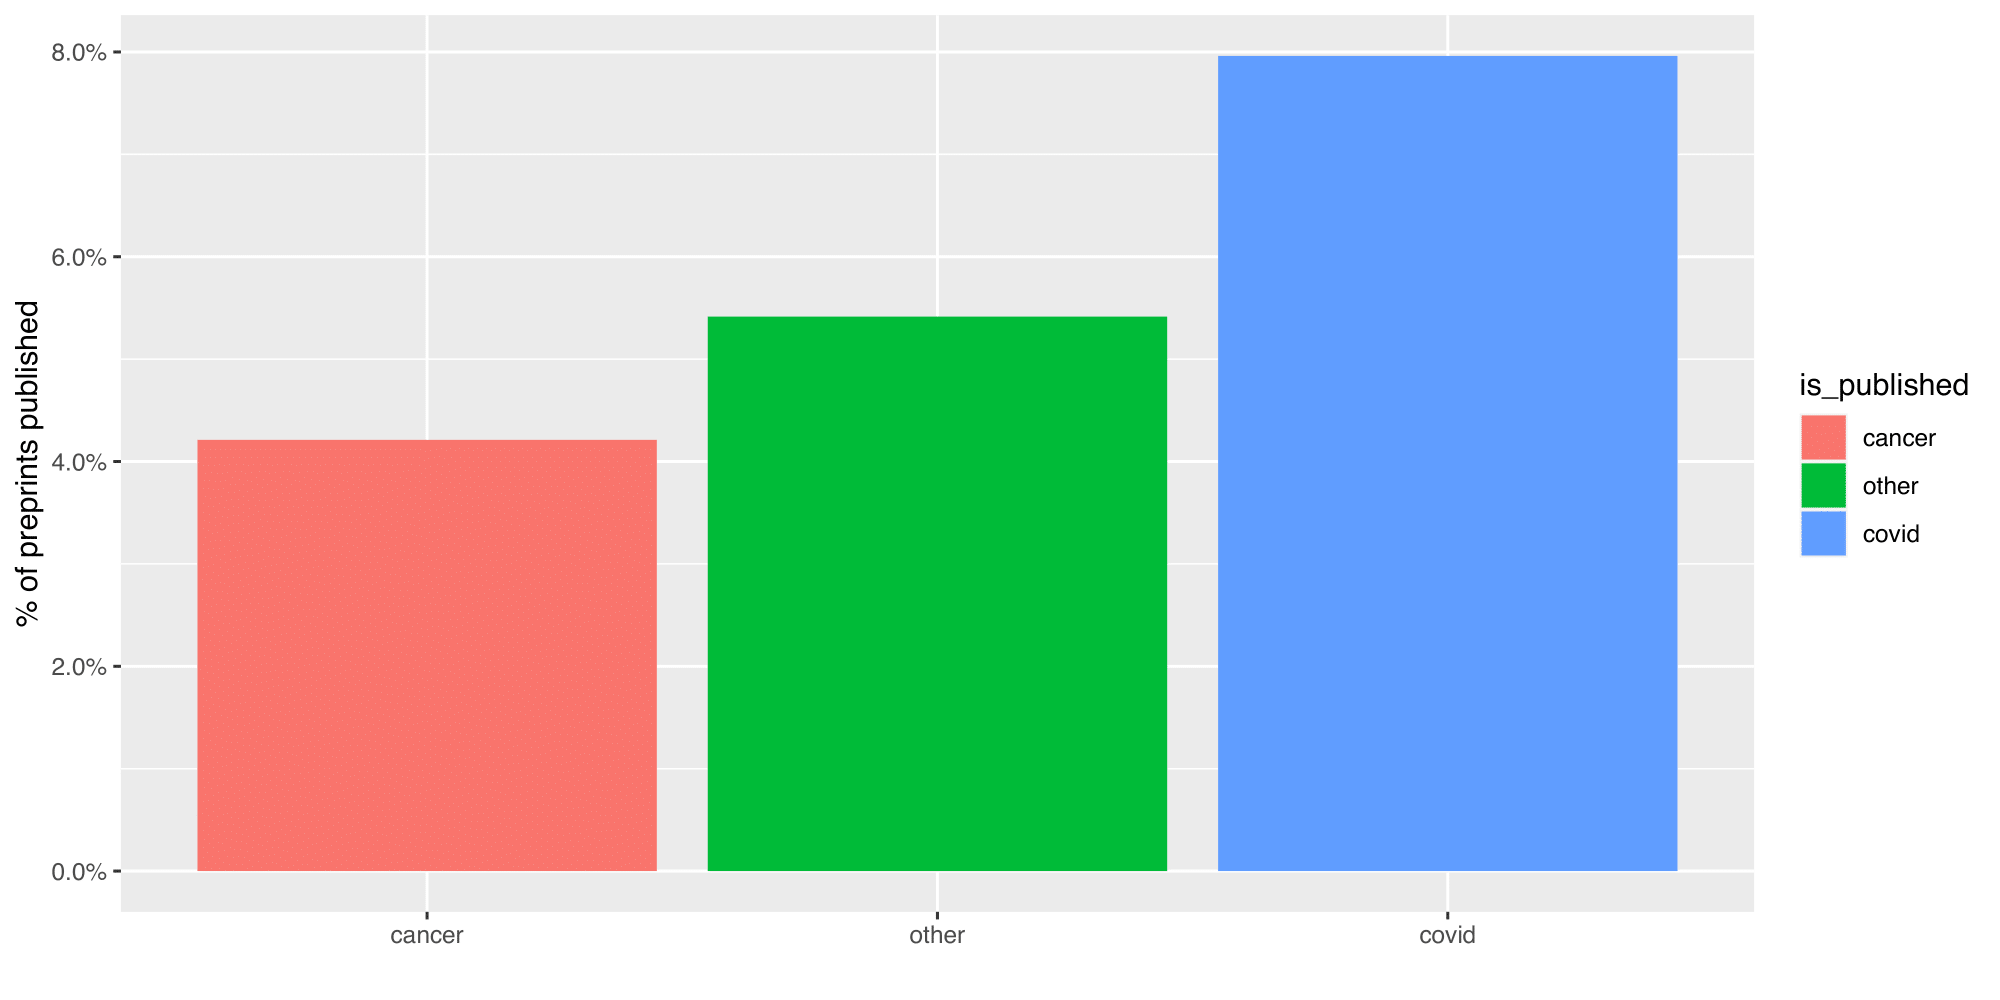 % of preprints published
8.0%
6.0%
4.0%
2.0%
0.0%
cancer
other
covid
is_published
cancer
other
covid